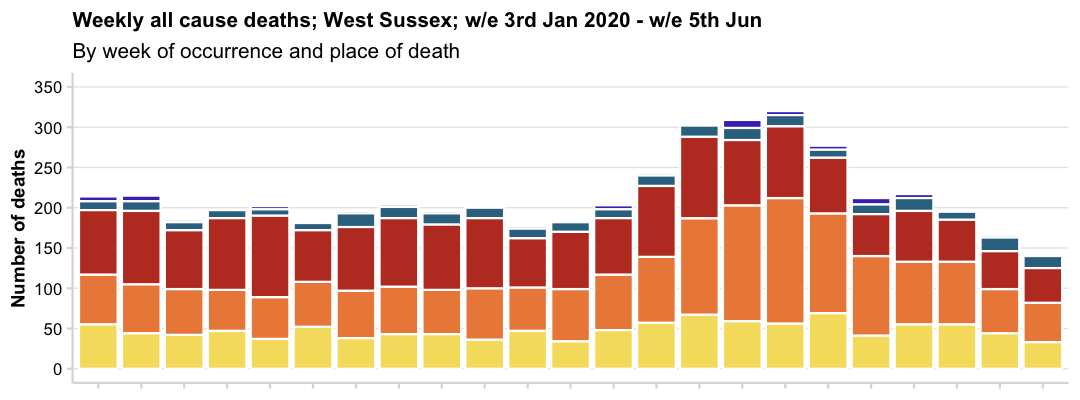 Weekly all cause deaths; West Sussex; w/e 3rd Jan 2020 - w/e 5th Jun
By week of occurrence and place of death
Number of deaths
350
300
250
200
150
100
50
0